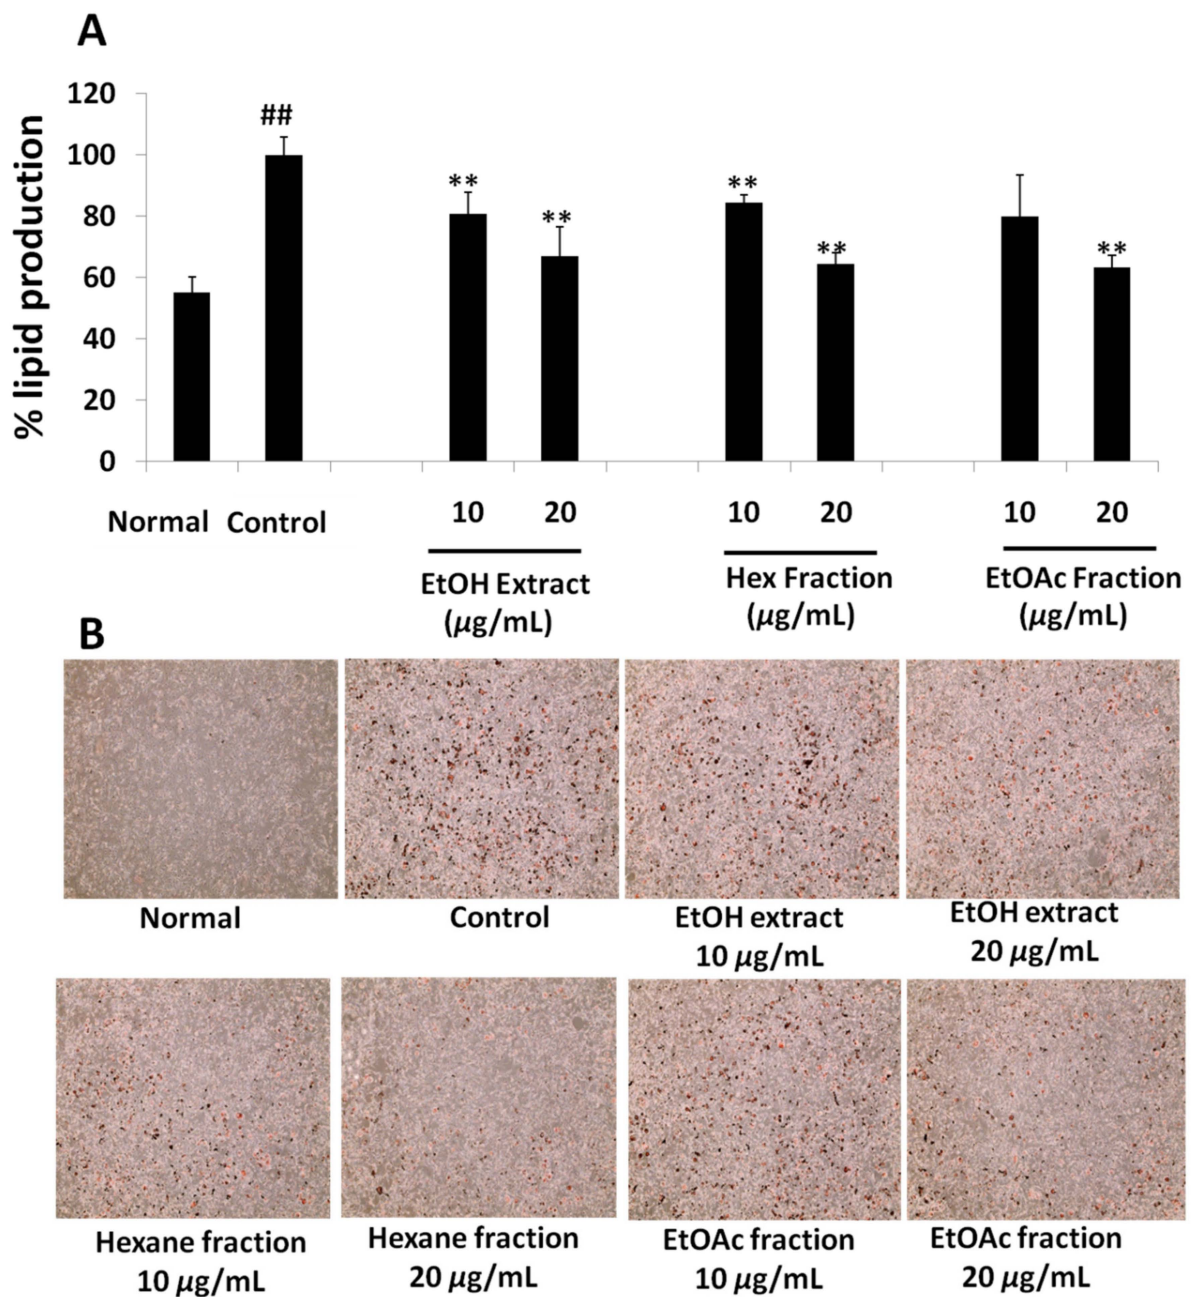 A
120
100
80
60
40
20
0
% lipid production
##
**
**
**
**
**
Normal Control
10 20 10 20 10 20
EtOH Extract Hex Fraction EtOAc Fraction
(µg/mL) (µg/mL) (µg/mL)
B
Normal Control EtOH extract EtOH extract
10 µg/mL 20 µg/mL
Hexane fraction Hexane fraction EtOAc fraction EtOAc fraction
10 µg/mL 20 µg/mL 10 µg/mL 20 µg/mL